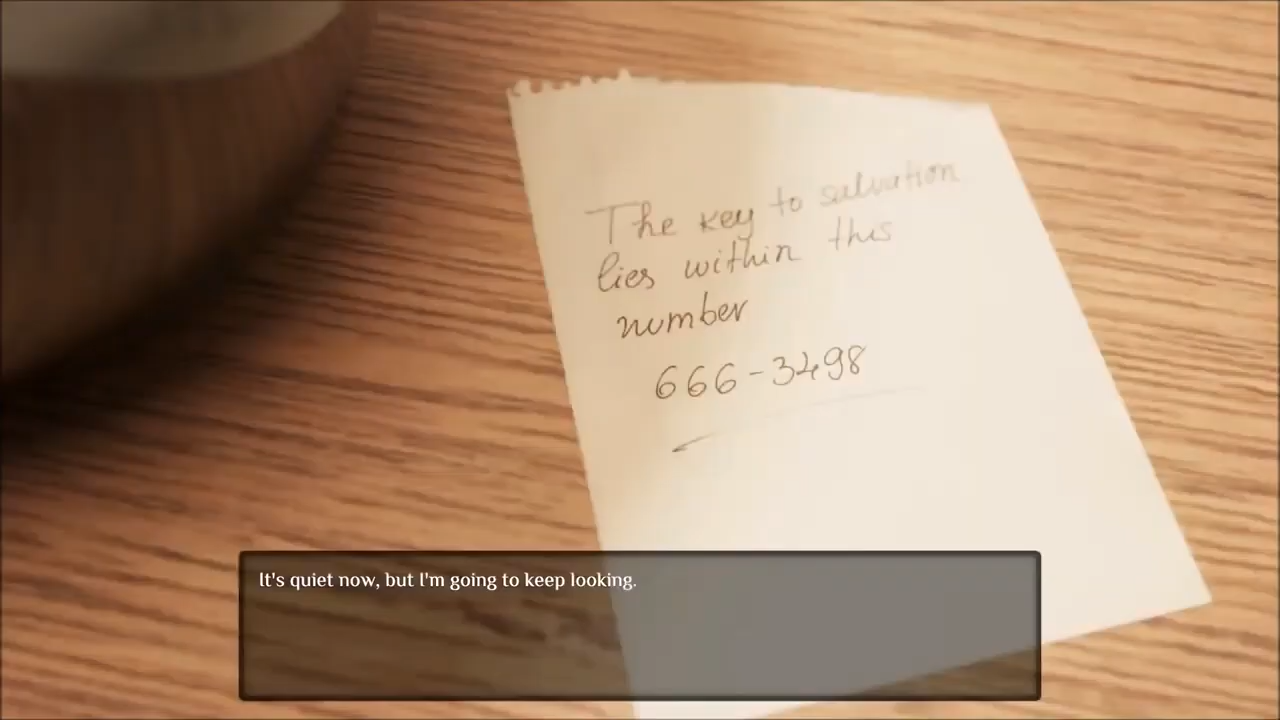 The key to salvation
lies within this
number
666-3498
It's quiet now, but I'm going to keep looking.